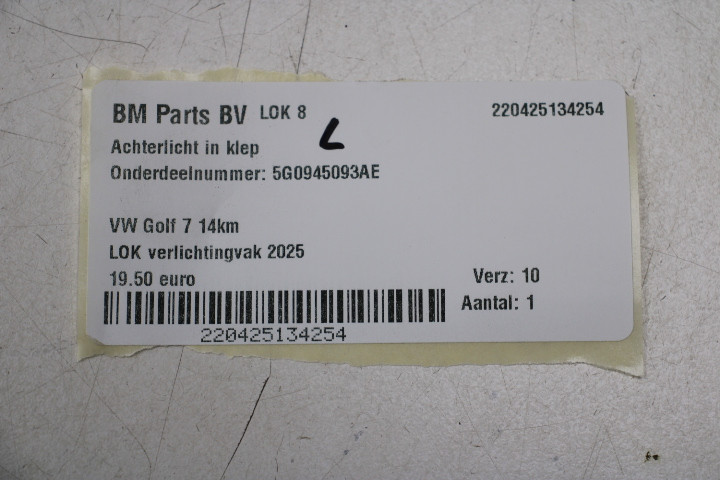 BM Parts BV LOK 8 220425134254
L
Achterlicht in klep
Onderdeelnummer: 5G0945093AE
VW Golf 7 14km
LOK verlichtingvak 2025
19.50 euro Verz: 10
Aantal: 1
220425134254